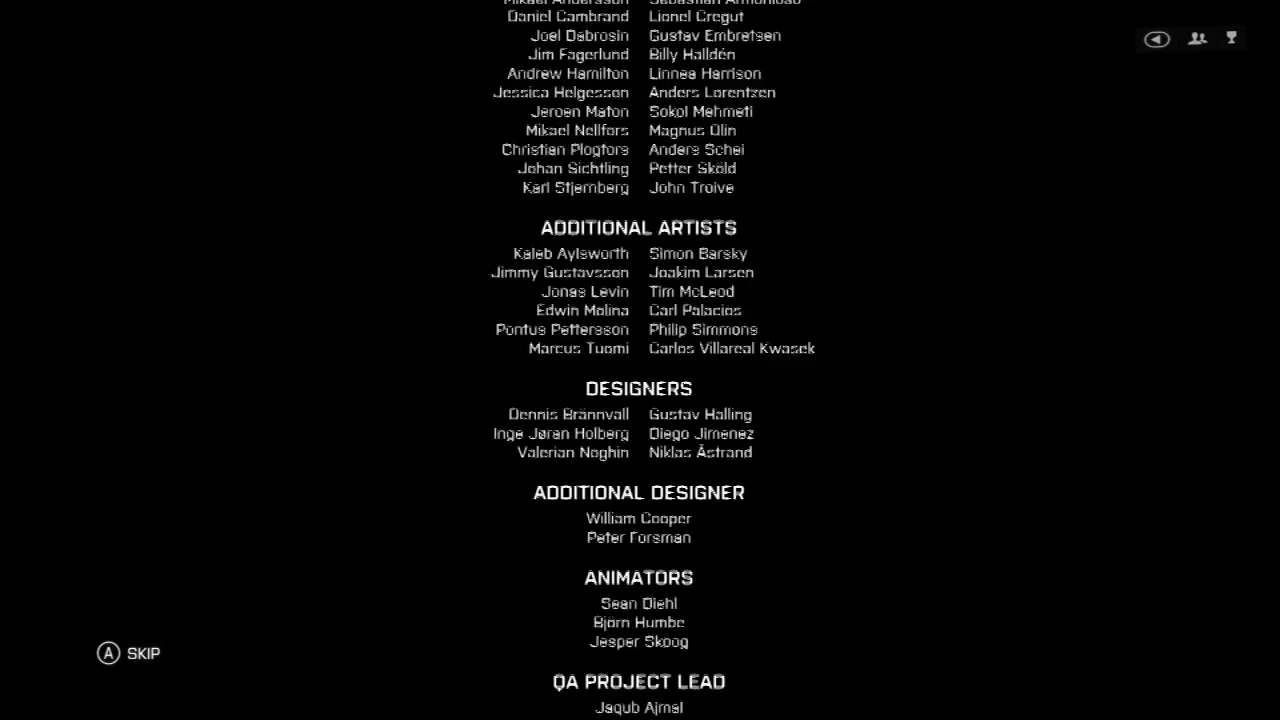 Daniel Cambrand Lionel Cregut
Joel Dabrosin Gustav Embretsen
Jim Fagerlund Billy Halldén
Andrew Hamilton Linnea Harrison
Jessica Helgesson Anders Lorentzen
Jeroen Maton Sokol Mehmeti
Mikael Nellfors Magnus Olin
Christian Plogfors Anders Schei
Johan Sichtling Petter Sköld
Karl Stjernberg John Troive
ADDITIONAL ARTISTS
Kaleb Aylsworth Simon Barsky
Jimmy Gustavsson Joakim Larsen
Jonas Levin Tim McLeod
Edwin Molina Carl Palacios
Pontus Pettersson Philip Simmons
Marcus Tuomi Carlos Villareal Kwasek
DESIGNERS
Dennis Brännvall Gustav Halling
Inge Jøran Holberg Diego Jimenez
Valerian Noghin Niklas Åstrand
ADDITIONAL DESIGNER
William Cooper
Peter Forsman
ANIMATORS
Sean Diehl
Björn Humbe
Jesper Skoog
A SKIP
QA PROJECT LEAD
Jaqub Ajmal